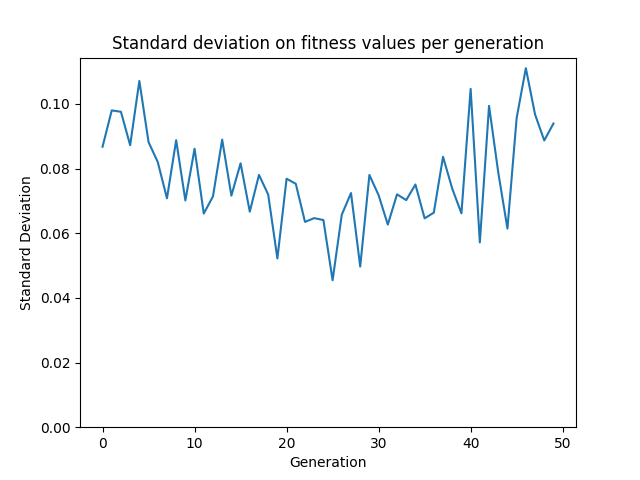 Standard deviation on fitness values per generation
Standard Deviation
0.10
0.08
0.06
0.04
0.02
0.00
0 10 20 30 40 50
Generation